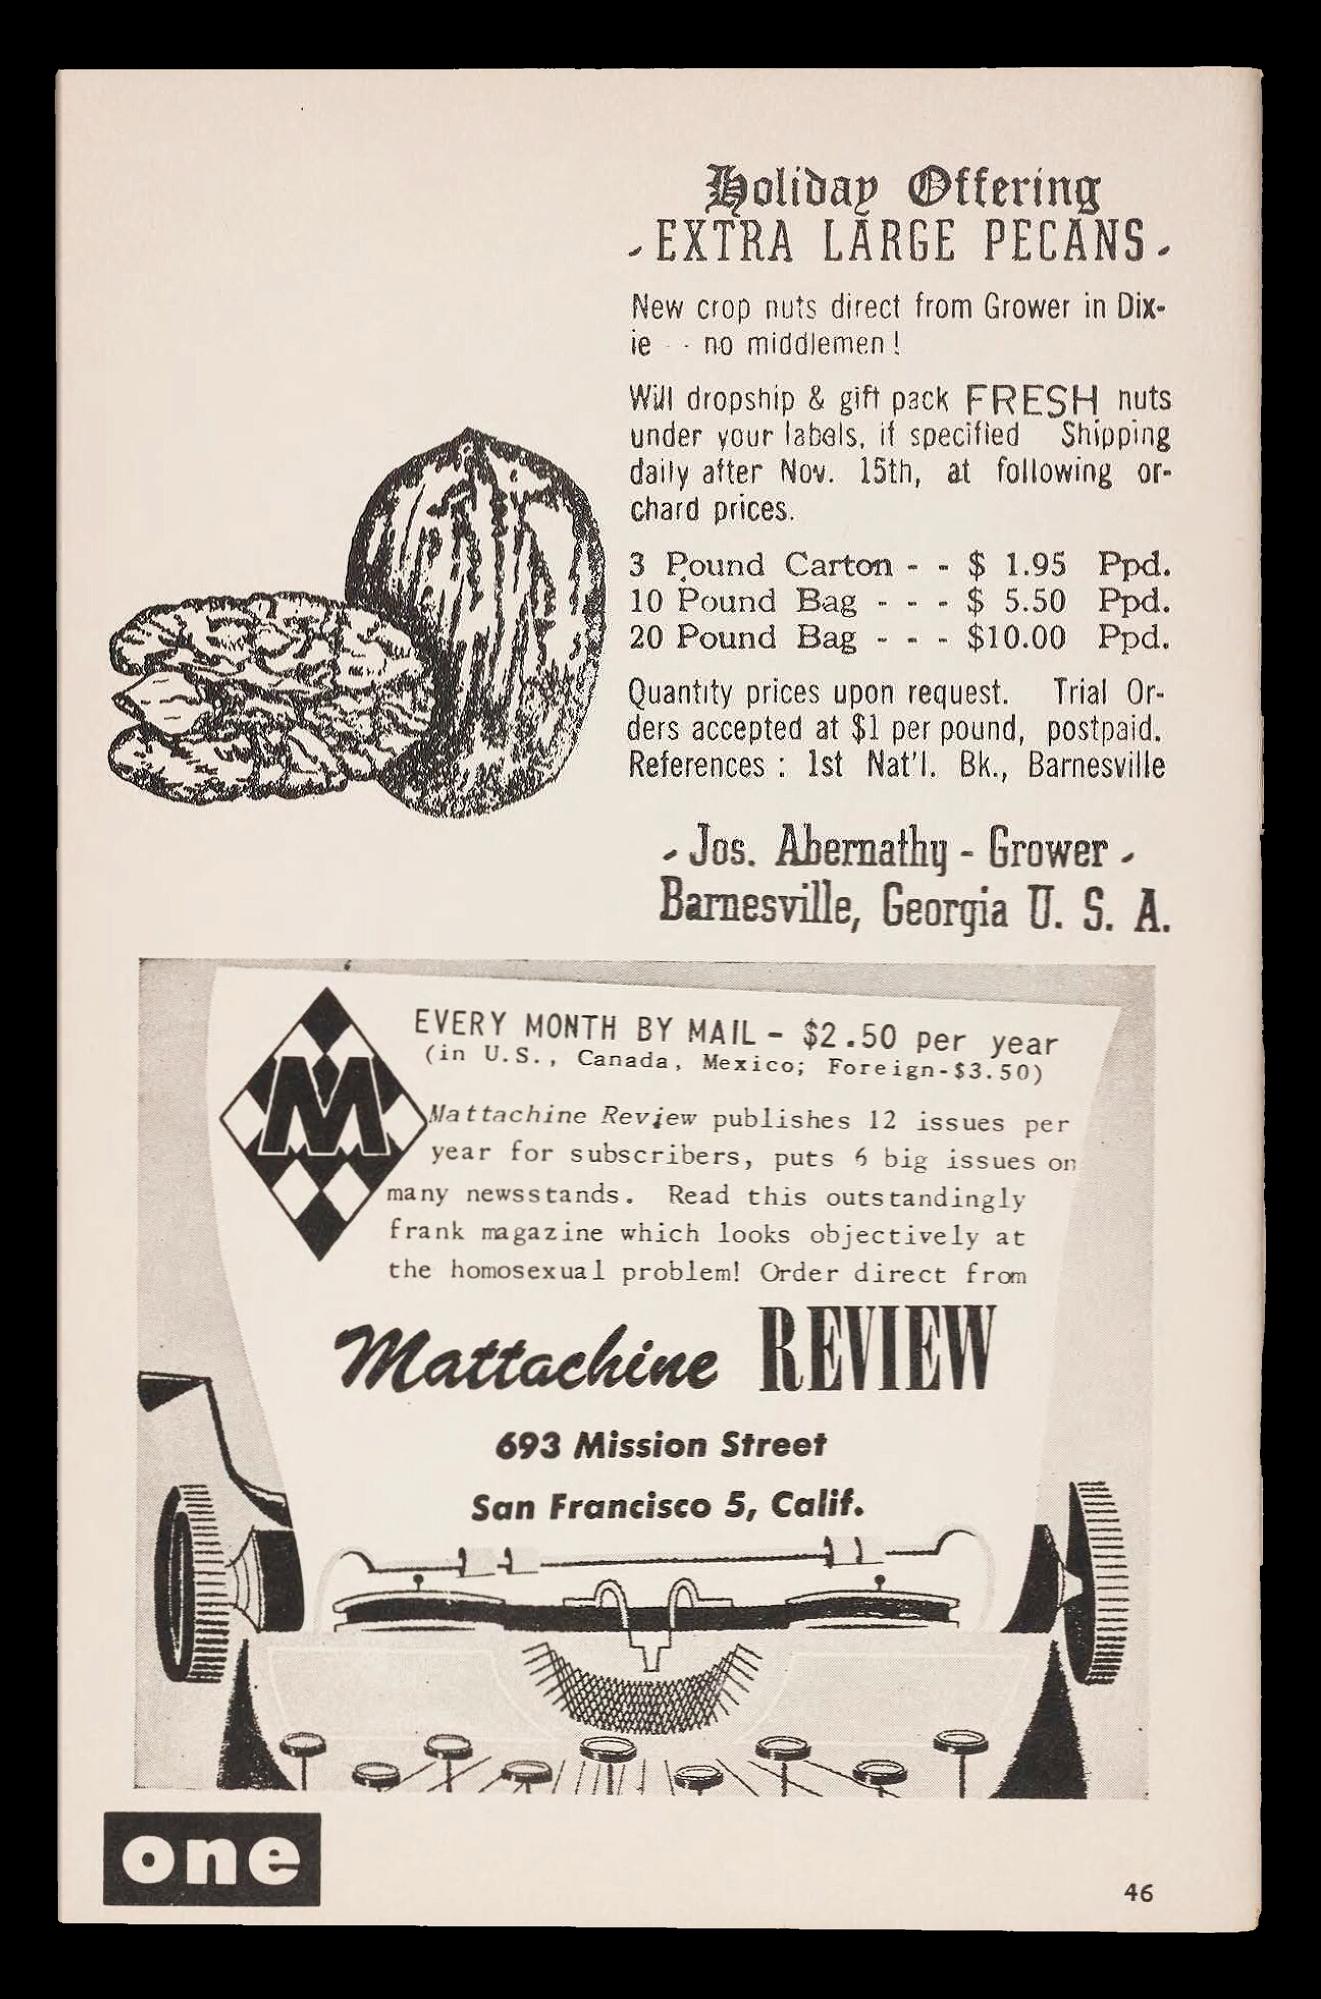 Holiday Offering
- EXTRA LARGE PECANS -
New crop nuts direct from Grower in Dix-
ie - - no middlemen !
Will dropship & gift pack FRESH nuts
under your labels, if specified Shipping
daily after Nov. 15th, at following or-
chard prices.
3 Pound Carton - - $ 1.95 Ppd.
10 Pound Bag - - - $ 5.50 Ppd.
20 Pound Bag - - - $10.00 Ppd.
Quantity prices upon request. Trial Or-
ders accepted at $1 per pound, postpaid.
References : 1st Nat'l. Bk., Barnesville
- Jos. Abernathy - Grower -
Barnesville, Georgia U. S. A.
M
EVERY MONTH BY MAIL - $2.50 per year
(in U.S., Canada, Mexico; Foreign-$3.50)
Mattachine Review publishes 12 issues per
year for subscribers, puts 6 big issues on
many newsstands. Read this outstandingly
frank magazine which looks objectively at
the homosexual problem! Order direct from
Mattachine REVIEW
693 Mission Street
San Francisco 5, Calif.
one
46